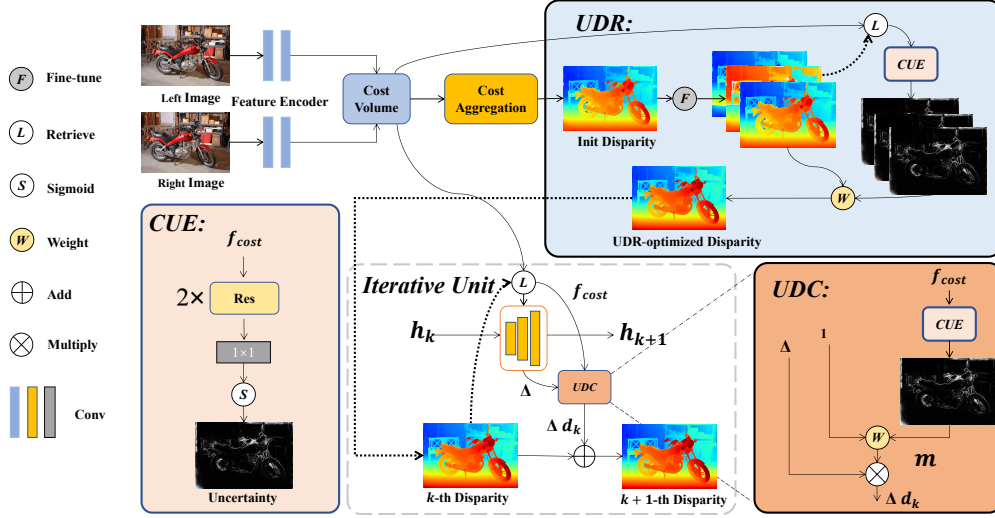 F Fine-tune
L Retrieve
S Sigmoid
W Weight
Add
Multiply
Conv
Left Image
Right Image
Feature Encoder
Cost
Volume
Cost
Aggregation
UDR:
Init Disparity
F
L
CUE
W
UDR-optimized Disparity
CUE:
f_cost
2×
Res
1×1
S
Uncertainty
Iterative Unit
L
f_cost
h_k
h_{k+1}
Δ
UDC
Δ d_k
k-th Disparity
k + 1-th Disparity
UDC:
f_cost
CUE
1
Δ
W
m
Δ d_k